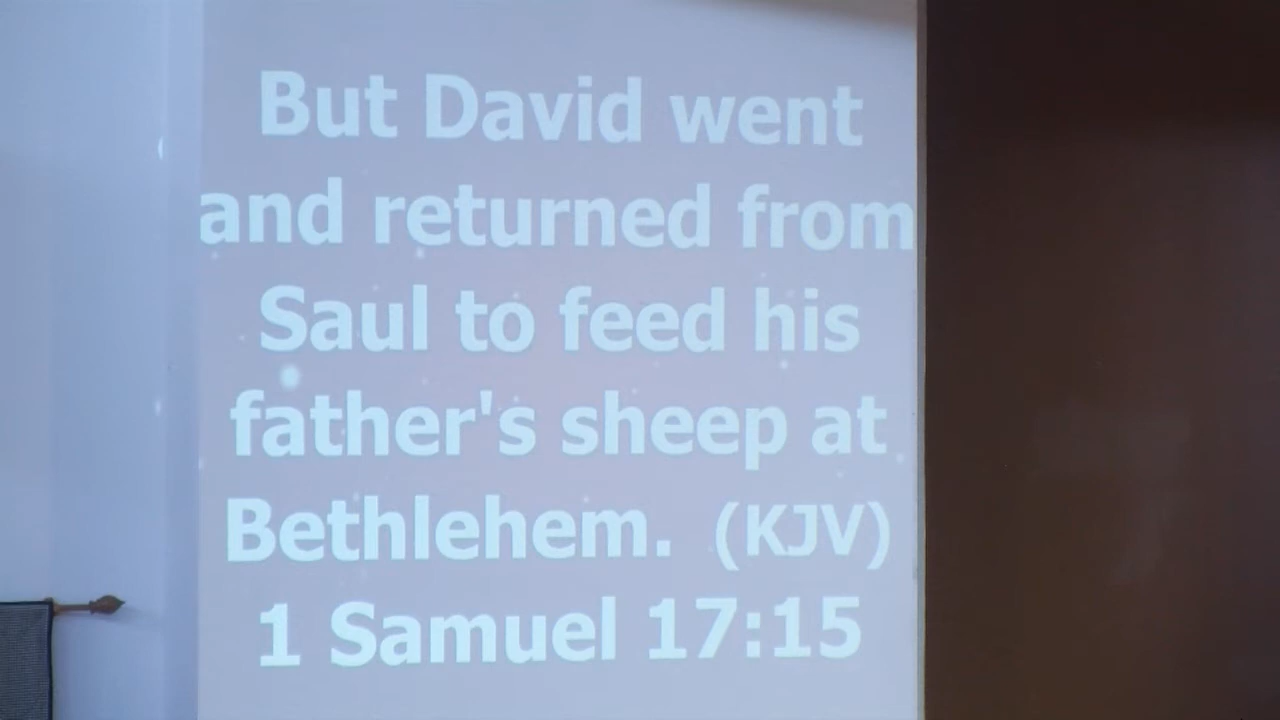 But David went
and returned from
Saul to feed his
father's sheep at
Bethlehem. (KJV)
1 Samuel 17:15